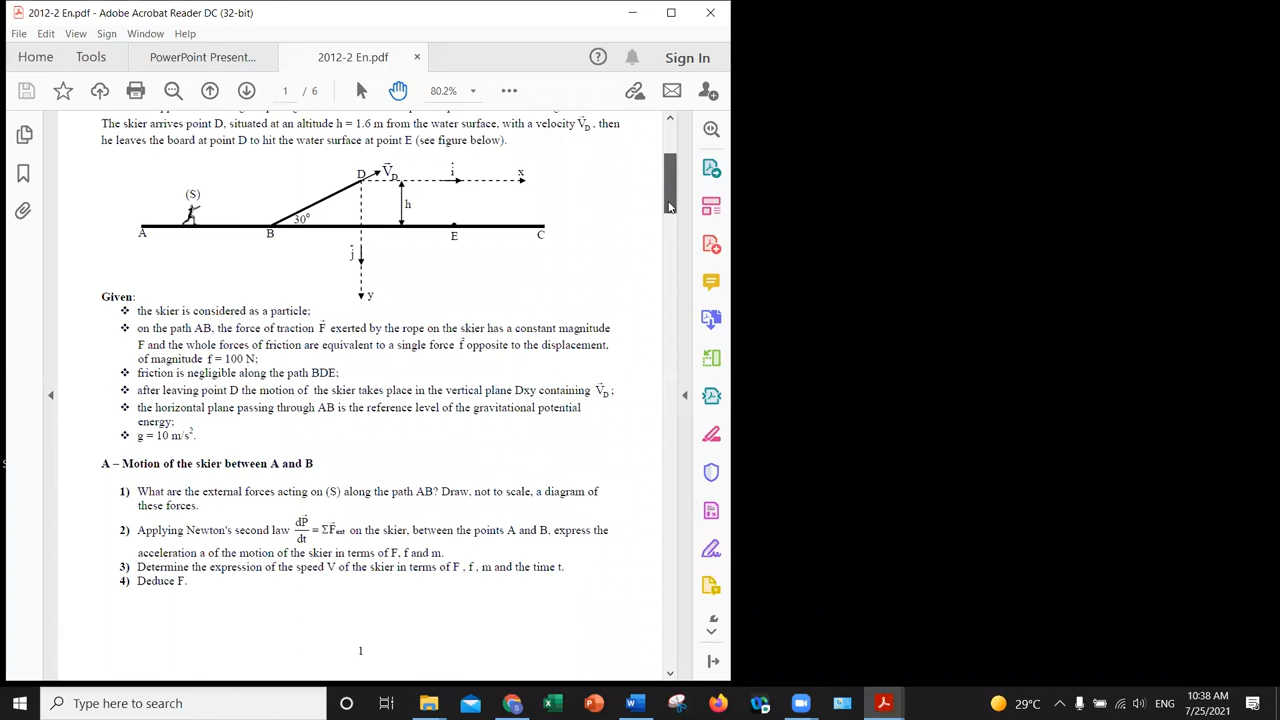 2012-2 En.pdf - Adobe Acrobat Reader DC (32-bit)
File Edit View Sign Window Help
Home Tools PowerPoint Present... 2012-2 En.pdf × Sign In
1 / 6 80.2%
The skier arrives point D, situated at an altitude h = 1.6 m from the water surface, with a velocity V⃗D, then
he leaves the board at point D to hit the water surface at point E (see figure below).
D V⃗D i⃗ x
(S) h
30°
A B E C
j⃗
y
Given:
❖ the skier is considered as a particle;
❖ on the path AB, the force of traction F⃗ exerted by the rope on the skier has a constant magnitude
F and the whole forces of friction are equivalent to a single force f⃗ opposite to the displacement,
of magnitude f = 100 N;
❖ friction is negligible along the path BDE;
❖ after leaving point D the motion of the skier takes place in the vertical plane Dxy containing V⃗D ;
❖ the horizontal plane passing through AB is the reference level of the gravitational potential
energy;
❖ g = 10 m/s².
A – Motion of the skier between A and B
1) What are the external forces acting on (S) along the path AB? Draw, not to scale, a diagram of
these forces.
2) Applying Newton's second law dP⃗/dt = ΣF⃗ext on the skier, between the points A and B, express the
acceleration a of the motion of the skier in terms of F, f and m.
3) Determine the expression of the speed V of the skier in terms of F , f , m and the time t.
4) Deduce F.
1
Type here to search 29°C ENG 10:38 AM
7/25/2021